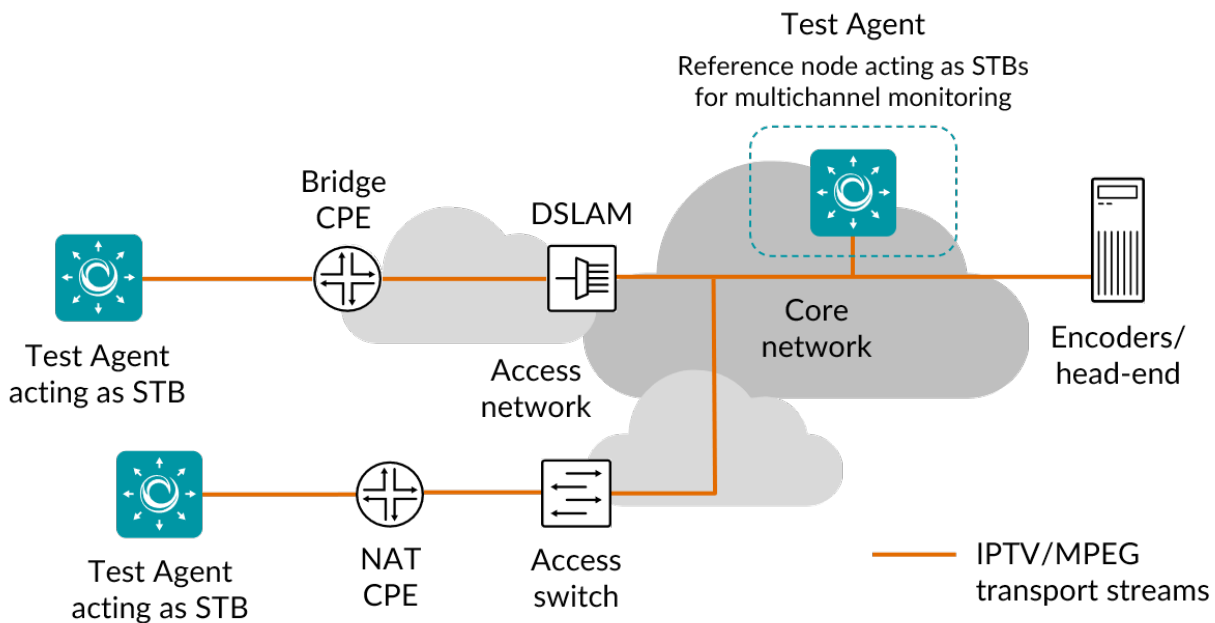 Test Agent
Reference node acting as STBs
for multichannel monitoring
Bridge
CPE
DSLAM
Test Agent
acting as STB
Core
network
Encoders/
head-end
Access
network
NAT
CPE
Access
switch
Test Agent
acting as STB
IPTV/MPEG
transport streams